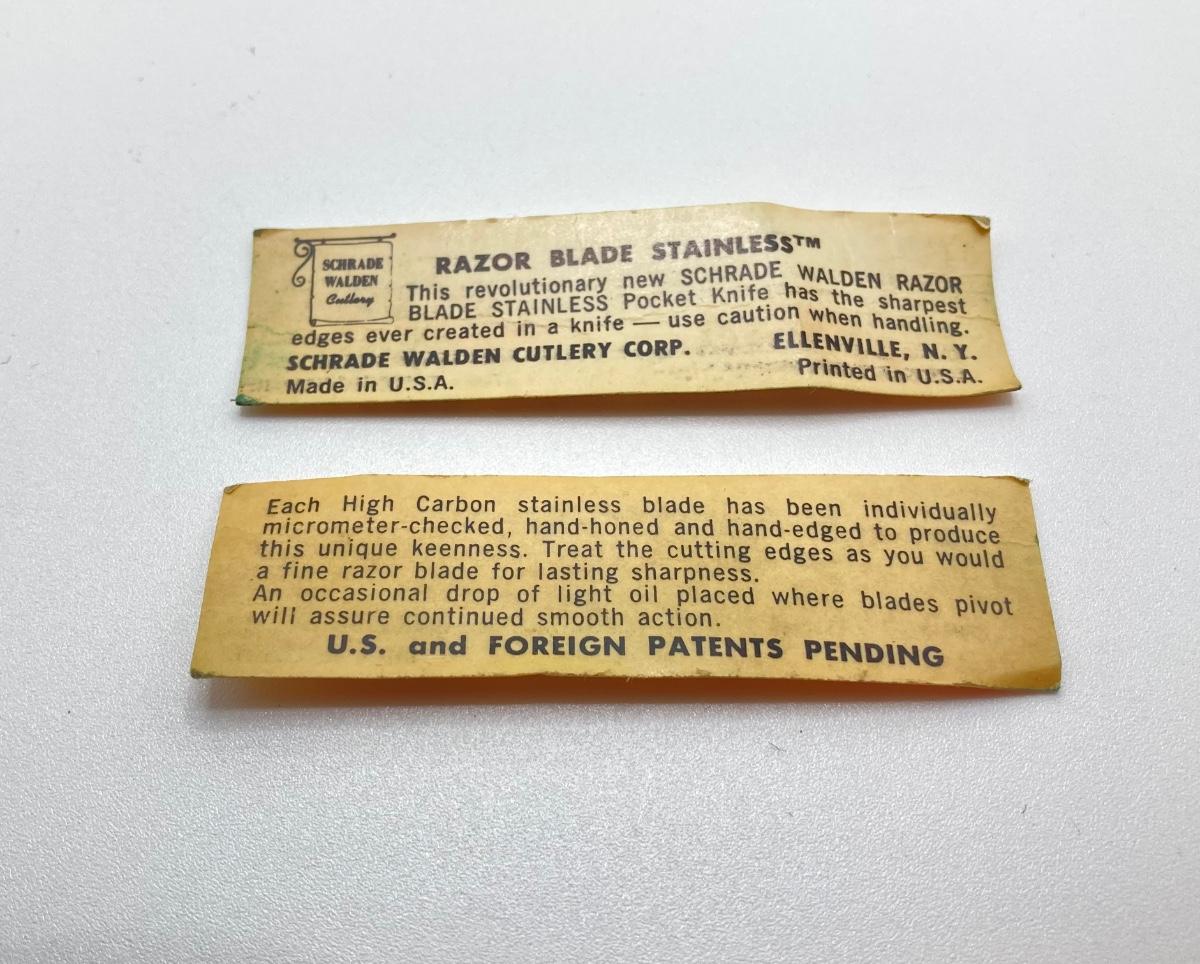 SCHRADE
WALDEN
Cutlery
RAZOR BLADE STAINLESS™
This revolutionary new SCHRADE WALDEN RAZOR
BLADE STAINLESS Pocket Knife has the sharpest
edges ever created in a knife — use caution when handling.
SCHRADE WALDEN CUTLERY CORP. ELLENVILLE, N. Y.
Made in U.S.A. Printed in U.S.A.
Each High Carbon stainless blade has been individually
micrometer-checked, hand-honed and hand-edged to produce
this unique keenness. Treat the cutting edges as you would
a fine razor blade for lasting sharpness.
An occasional drop of light oil placed where blades pivot
will assure continued smooth action.
U.S. and FOREIGN PATENTS PENDING